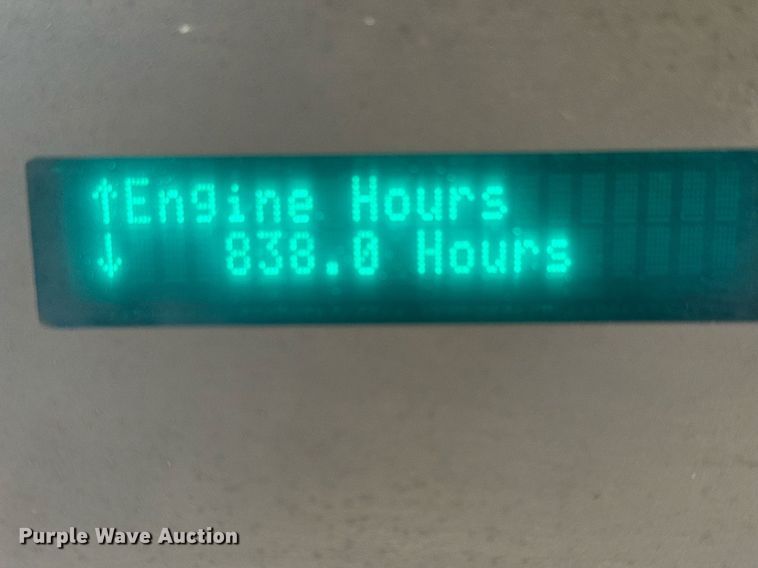 ↑Engine Hours
↓ 838.0 Hours
Purple Wave Auction